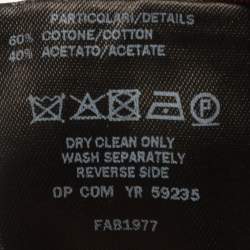 PARTICOLARI/DETAILS
60% COTONE/COTTON
40% ACETATO/ACETATE
P
DRY CLEAN ONLY
WASH SEPARATELY
REVERSE SIDE
OP COM YR 59235
FAB1977